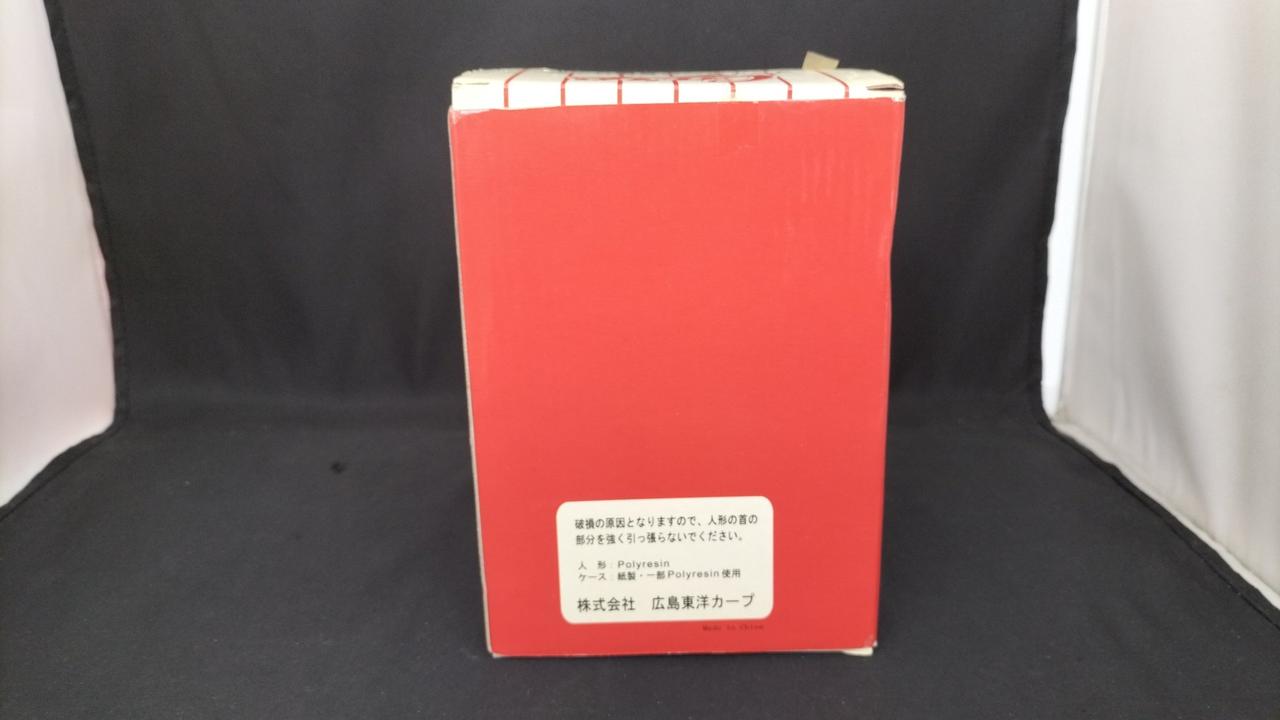 破損の原因となりますので、人形の首の
部分を強く引っ張らないでください。
人　形：Polyresin
ケース：紙製・一部Polyresin使用
株式会社　広島東洋カープ
Made in China